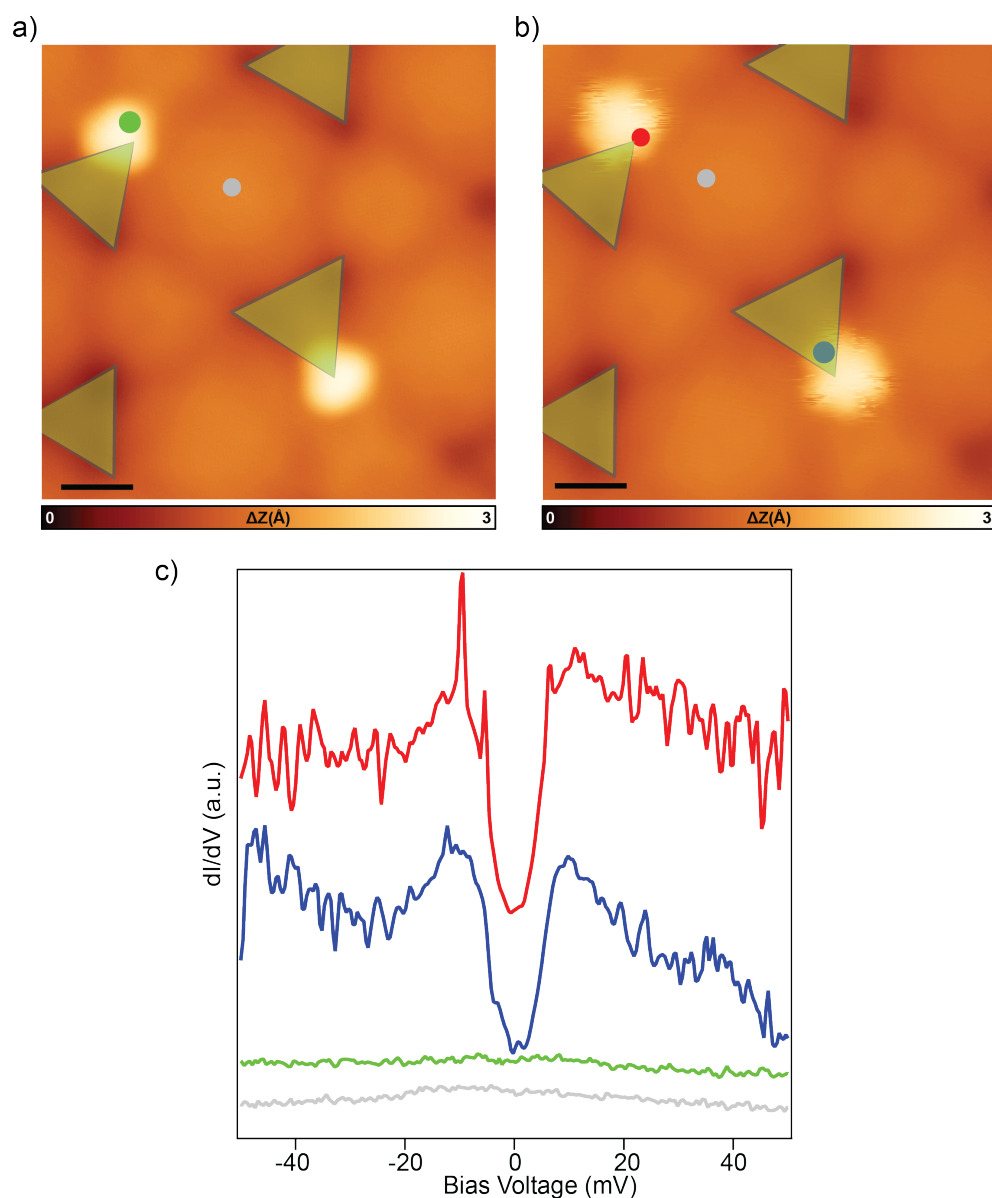 a)
b)
0 ΔZ(Å) 3
0 ΔZ(Å) 3
c)
dI/dV (a.u.)
-40 -20 0 20 40
Bias Voltage (mV)